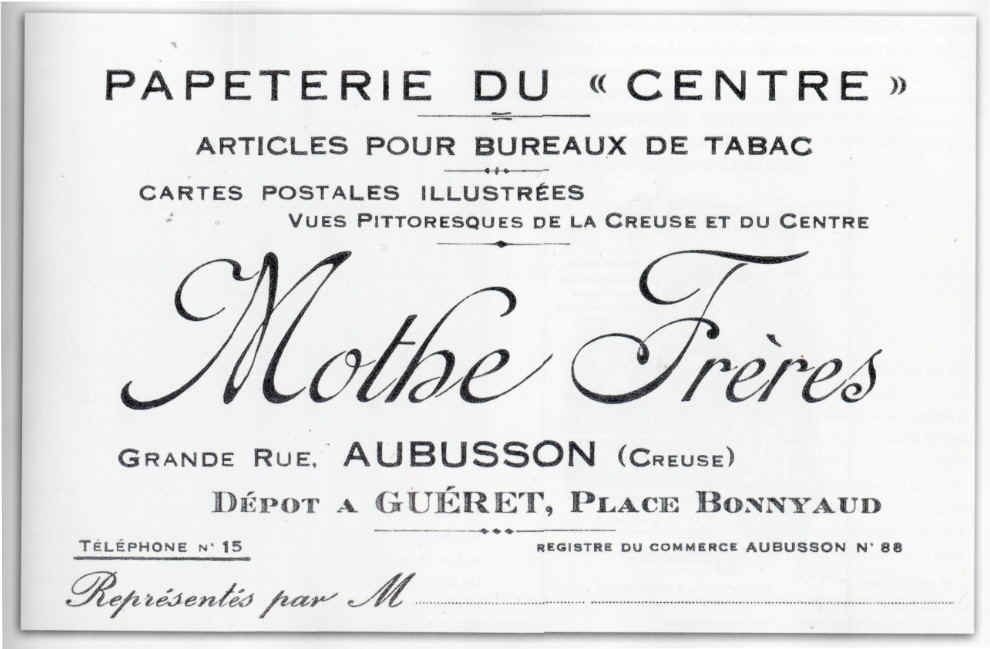 PAPETERIE DU « CENTRE »
ARTICLES POUR BUREAUX DE TABAC
CARTES POSTALES ILLUSTRÉES
VUES PITTORESQUES DE LA CREUSE ET DU CENTRE
Mothe Frères
GRANDE RUE, AUBUSSON (CREUSE)
DÉPOT A GUÉRET, PLACE BONNYAUD
TÉLÉPHONE N° 15
REGISTRE DU COMMERCE AUBUSSON N° 88
Représentés par M